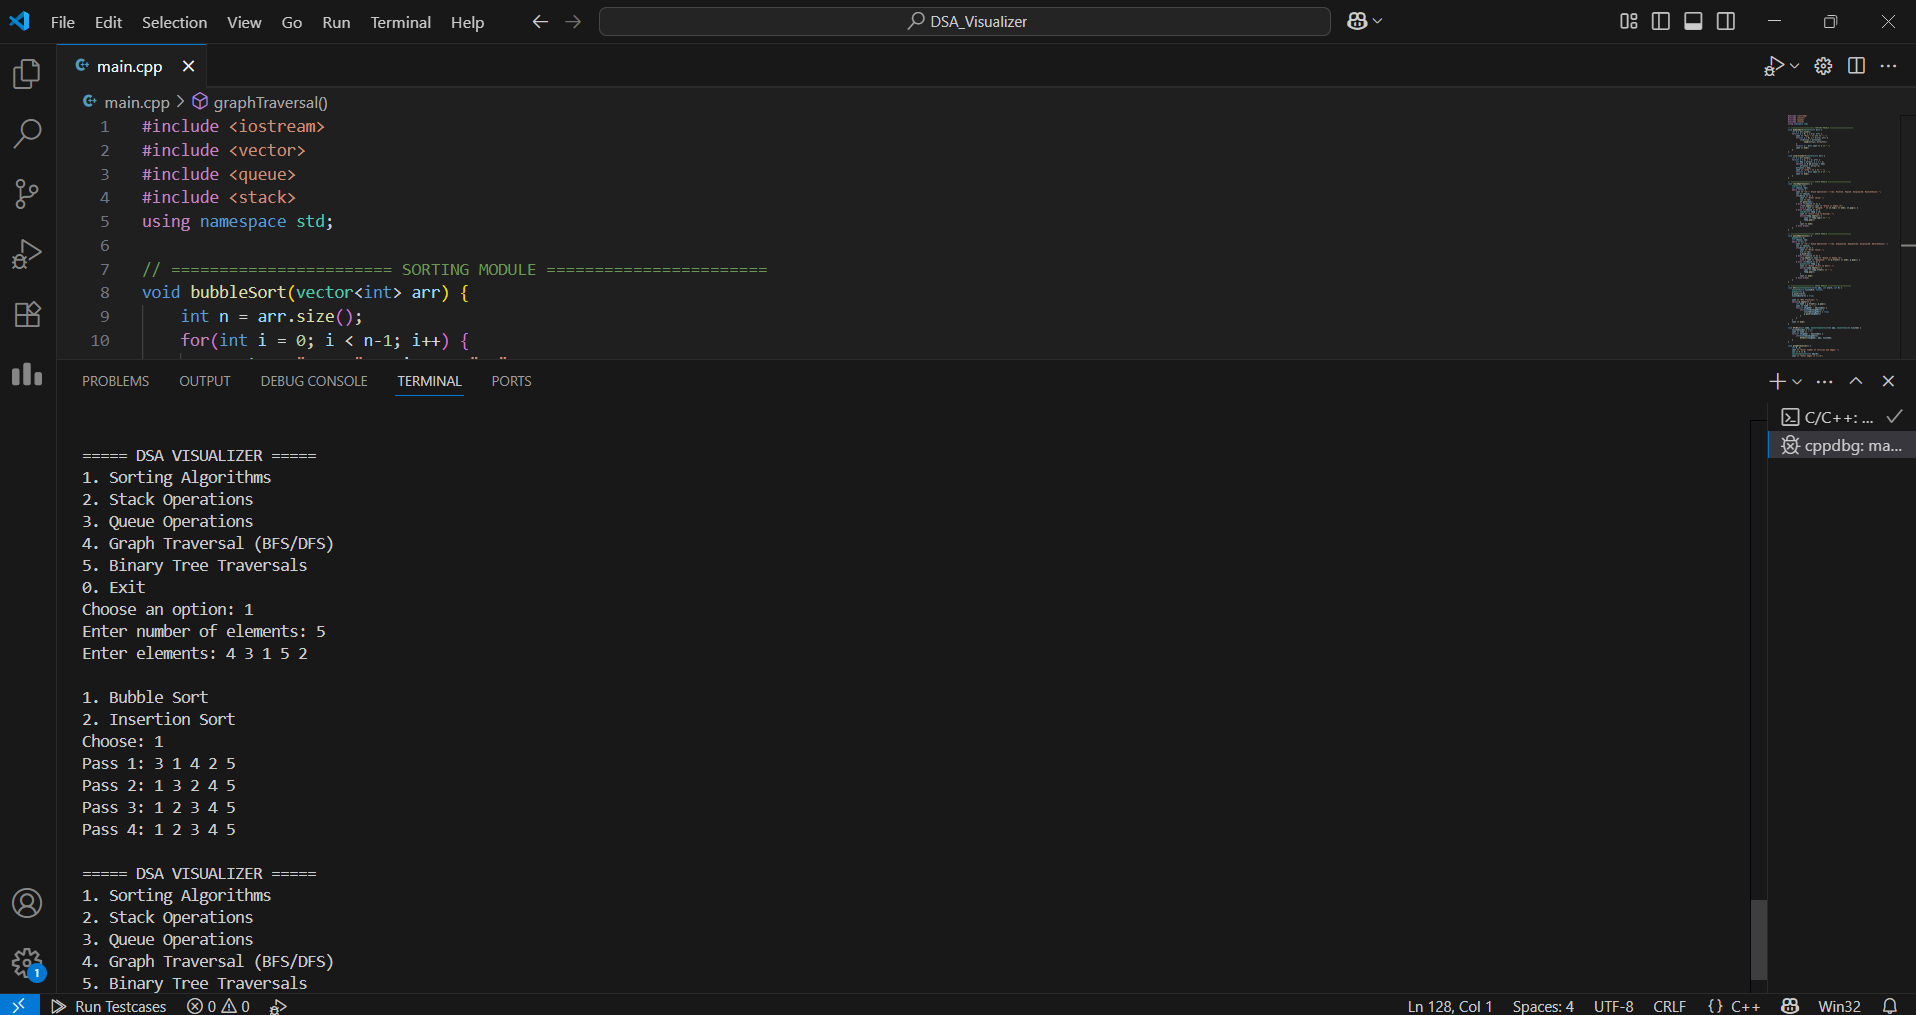 File Edit Selection View Go Run Terminal Help DSA_Visualizer
main.cpp
main.cpp > graphTraversal()
1 #include <iostream>
2 #include <vector>
3 #include <queue>
4 #include <stack>
5 using namespace std;
6
7 // ======================= SORTING MODULE =======================
8 void bubbleSort(vector<int> arr) {
9 int n = arr.size();
10 for(int i = 0; i < n-1; i++) {
PROBLEMS OUTPUT DEBUG CONSOLE TERMINAL PORTS
C/C++: ...
cppdbg: ma...
===== DSA VISUALIZER =====
1. Sorting Algorithms
2. Stack Operations
3. Queue Operations
4. Graph Traversal (BFS/DFS)
5. Binary Tree Traversals
0. Exit
Choose an option: 1
Enter number of elements: 5
Enter elements: 4 3 1 5 2
1. Bubble Sort
2. Insertion Sort
Choose: 1
Pass 1: 3 1 4 2 5
Pass 2: 1 3 2 4 5
Pass 3: 1 2 3 4 5
Pass 4: 1 2 3 4 5
===== DSA VISUALIZER =====
1. Sorting Algorithms
2. Stack Operations
3. Queue Operations
4. Graph Traversal (BFS/DFS)
5. Binary Tree Traversals
1
Run Testcases 0 0 Ln 128, Col 1 Spaces: 4 UTF-8 CRLF {} C++ Win32